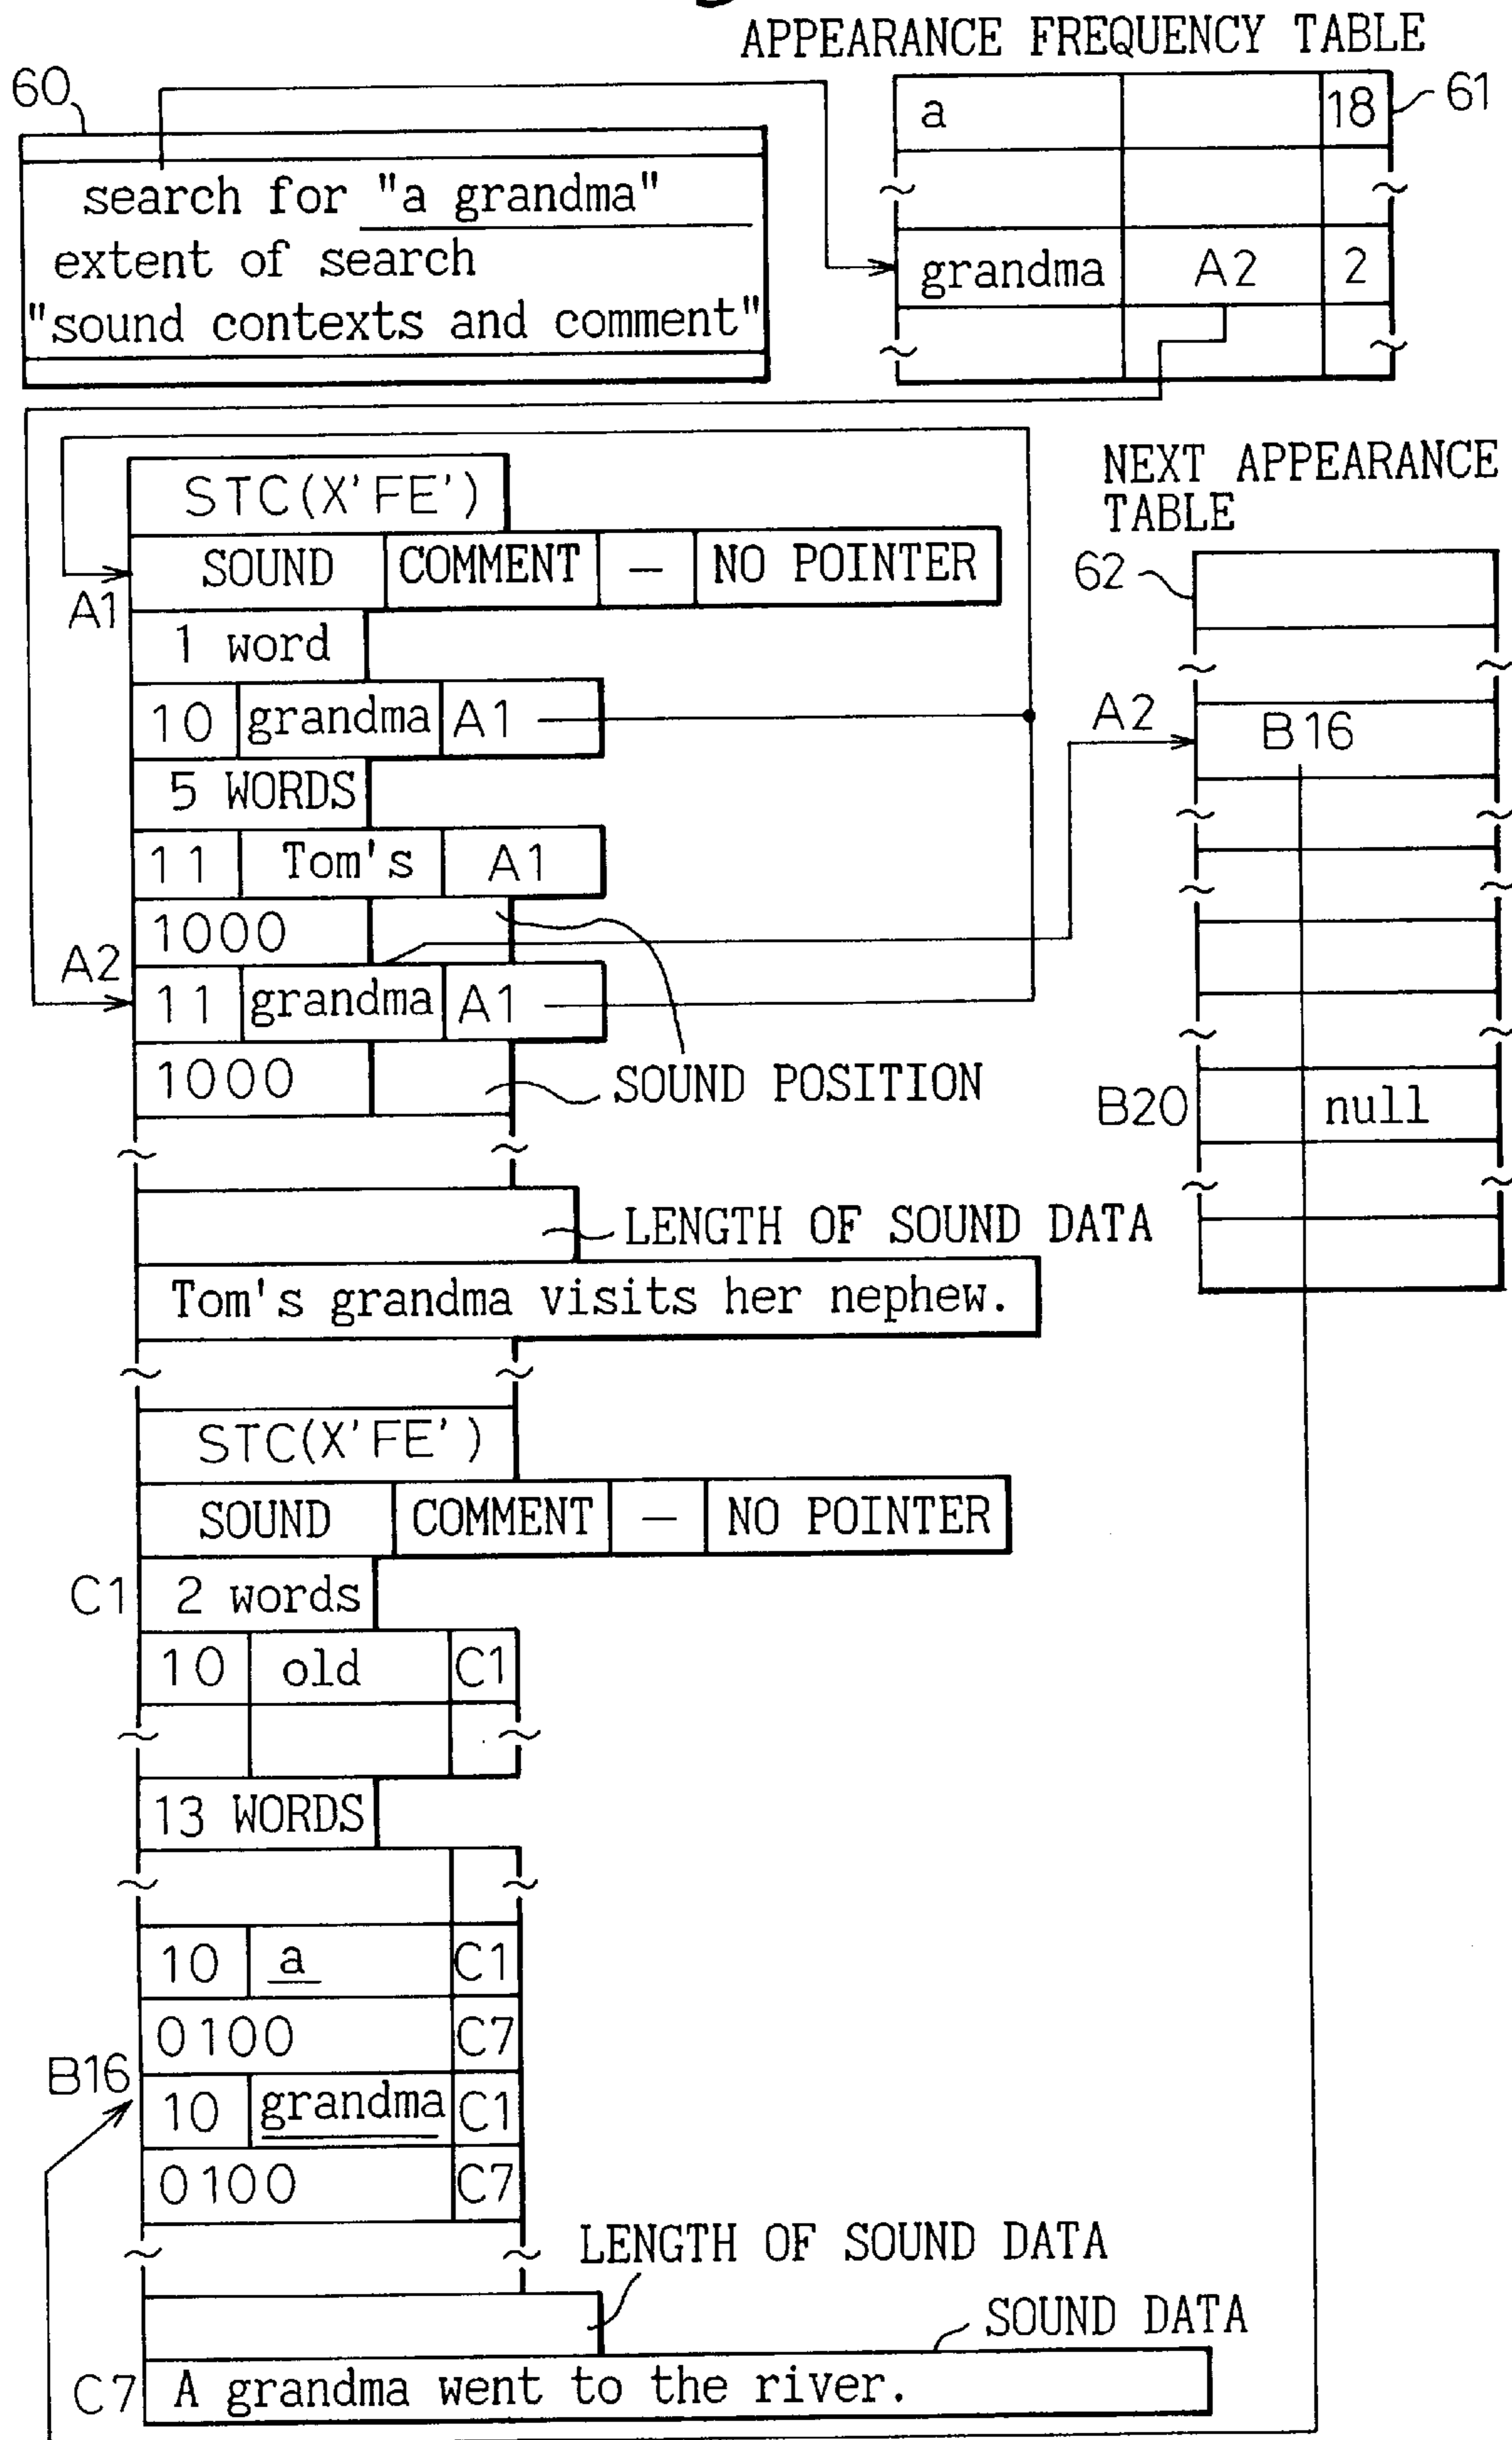 APPEARANCE FREQUENCY TABLE
60
a 18
61
search for "a grandma"
extent of search
"sound contexts and comment"
grandma A2 2
NEXT APPEARANCE
TABLE
62
STC(X'FE')
SOUND COMMENT — NO POINTER
A1
1 word
10 grandma A1
A2
B16
5 WORDS
11 Tom's A1
1000
A2
11 grandma A1
1000
SOUND POSITION
B20 null
LENGTH OF SOUND DATA
Tom's grandma visits her nephew.
STC(X'FE')
SOUND COMMENT — NO POINTER
C1 2 words
10 old C1
13 WORDS
10 a C1
0100 C7
B16
10 grandma C1
0100 C7
LENGTH OF SOUND DATA
SOUND DATA
C7 A grandma went to the river.